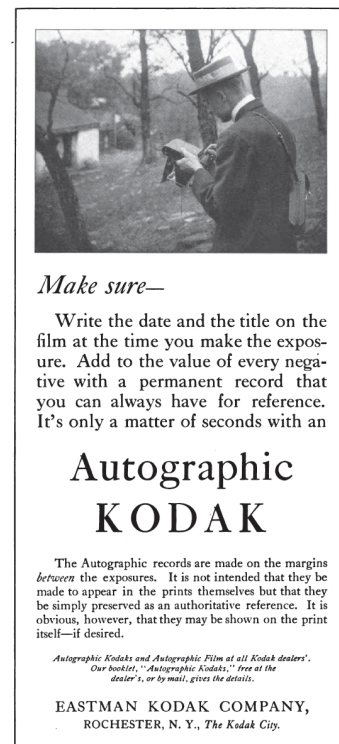 Make sure—
Write the date and the title on the
film at the time you make the expos-
ure. Add to the value of every nega-
tive with a permanent record that
you can always have for reference.
It's only a matter of seconds with an
Autographic
KODAK
The Autographic records are made on the margins
between the exposures. It is not intended that they be
made to appear in the prints themselves but that they
be simply preserved as an authoritative reference. It is
obvious, however, that they may be shown on the print
itself—if desired.
Autographic Kodaks and Autographic Film at all Kodak dealers'.
Our booklet, "Autographic Kodaks," free at the
dealer's, or by mail, gives the details.
EASTMAN KODAK COMPANY,
ROCHESTER, N. Y., The Kodak City.